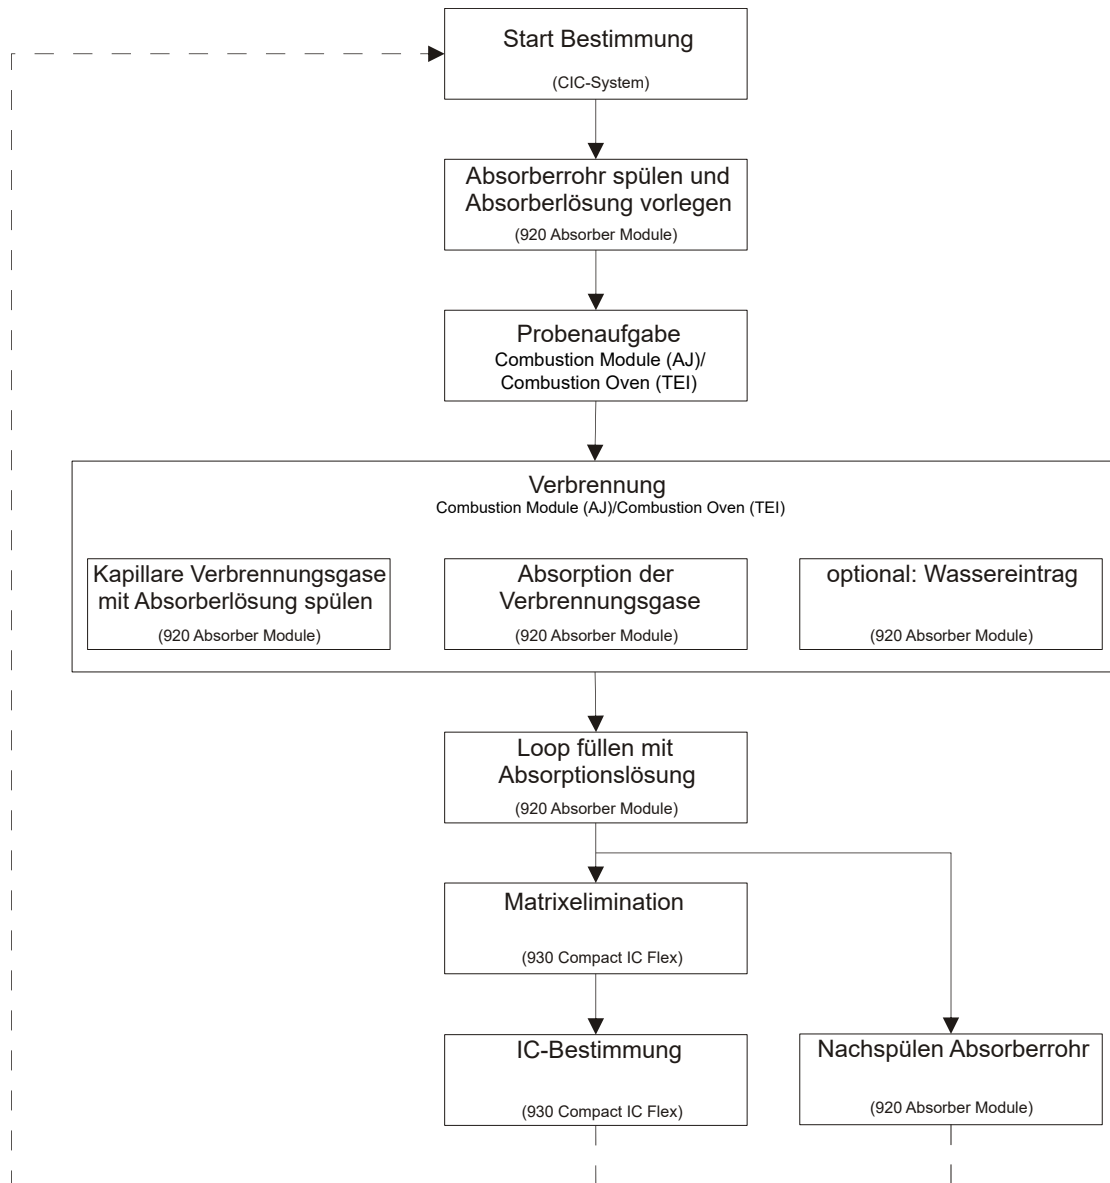 Start Bestimmung
(CIC-System)
Absorberrohr spülen und
Absorberlösung vorlegen
(920 Absorber Module)
Probenaufgabe
Combustion Module (AJ)/
Combustion Oven (TEI)
Verbrennung
Combustion Module (AJ)/Combustion Oven (TEI)
Kapillare Verbrennungsgase
mit Absorberlösung spülen
(920 Absorber Module)
Absorption der
Verbrennungsgase
(920 Absorber Module)
optional: Wassereintrag
(920 Absorber Module)
Loop füllen mit
Absorptionslösung
(920 Absorber Module)
Matrixelimination
(930 Compact IC Flex)
IC-Bestimmung
(930 Compact IC Flex)
Nachspülen Absorberrohr
(920 Absorber Module)